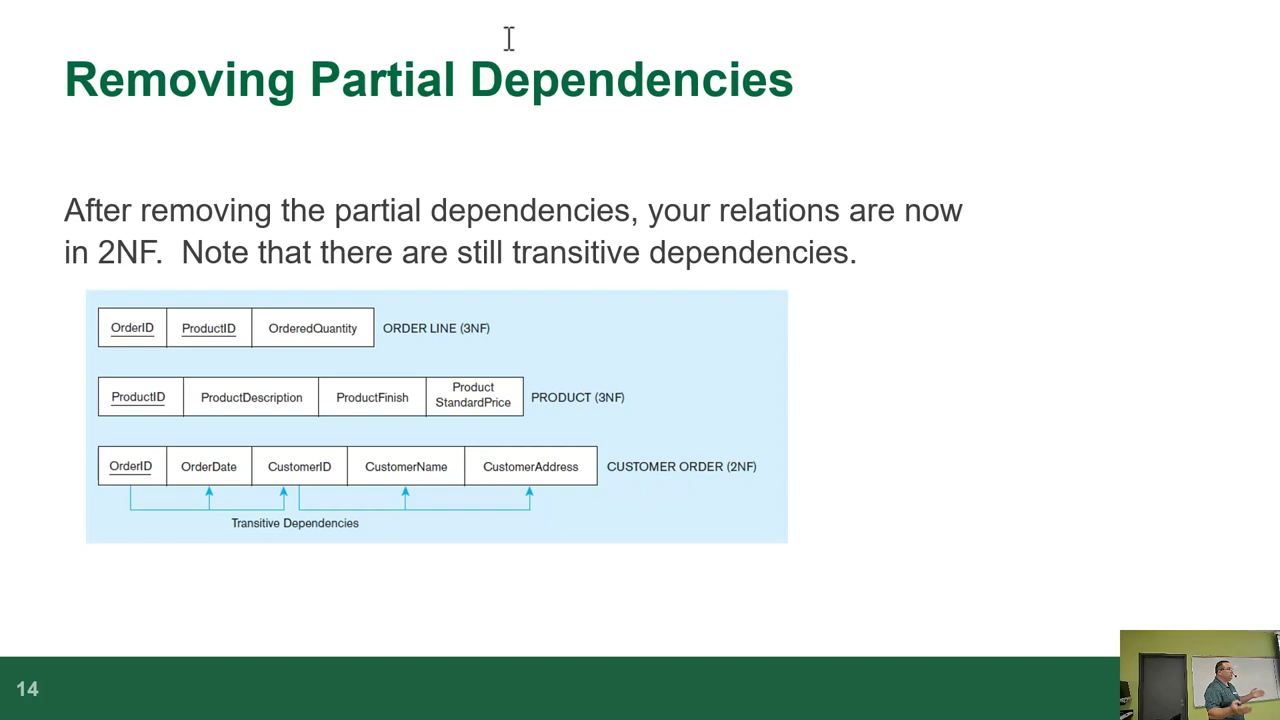 Removing Partial Dependencies
After removing the partial dependencies, your relations are now
in 2NF.  Note that there are still transitive dependencies.
OrderID ProductID OrderedQuantity ORDER LINE (3NF)
ProductID ProductDescription ProductFinish Product
StandardPrice PRODUCT (3NF)
OrderID OrderDate CustomerID CustomerName CustomerAddress CUSTOMER ORDER (2NF)
Transitive Dependencies
14